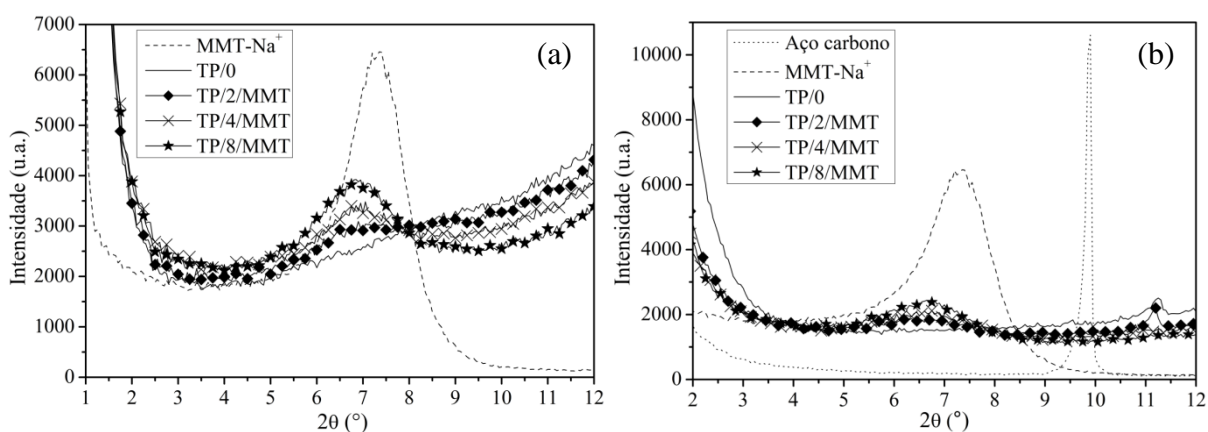 (a)
MMT-Na⁺
TP/0
TP/2/MMT
TP/4/MMT
TP/8/MMT
Intensidade (u.a.)
7000
6000
5000
4000
3000
2000
1000
0
1 2 3 4 5 6 7 8 9 10 11 12
2θ (°)
(b)
Aço carbono
MMT-Na⁺
TP/0
TP/2/MMT
TP/4/MMT
TP/8/MMT
Intensidade (u.a.)
10000
8000
6000
4000
2000
0
2 3 4 5 6 7 8 9 10 11 12
2θ (°)